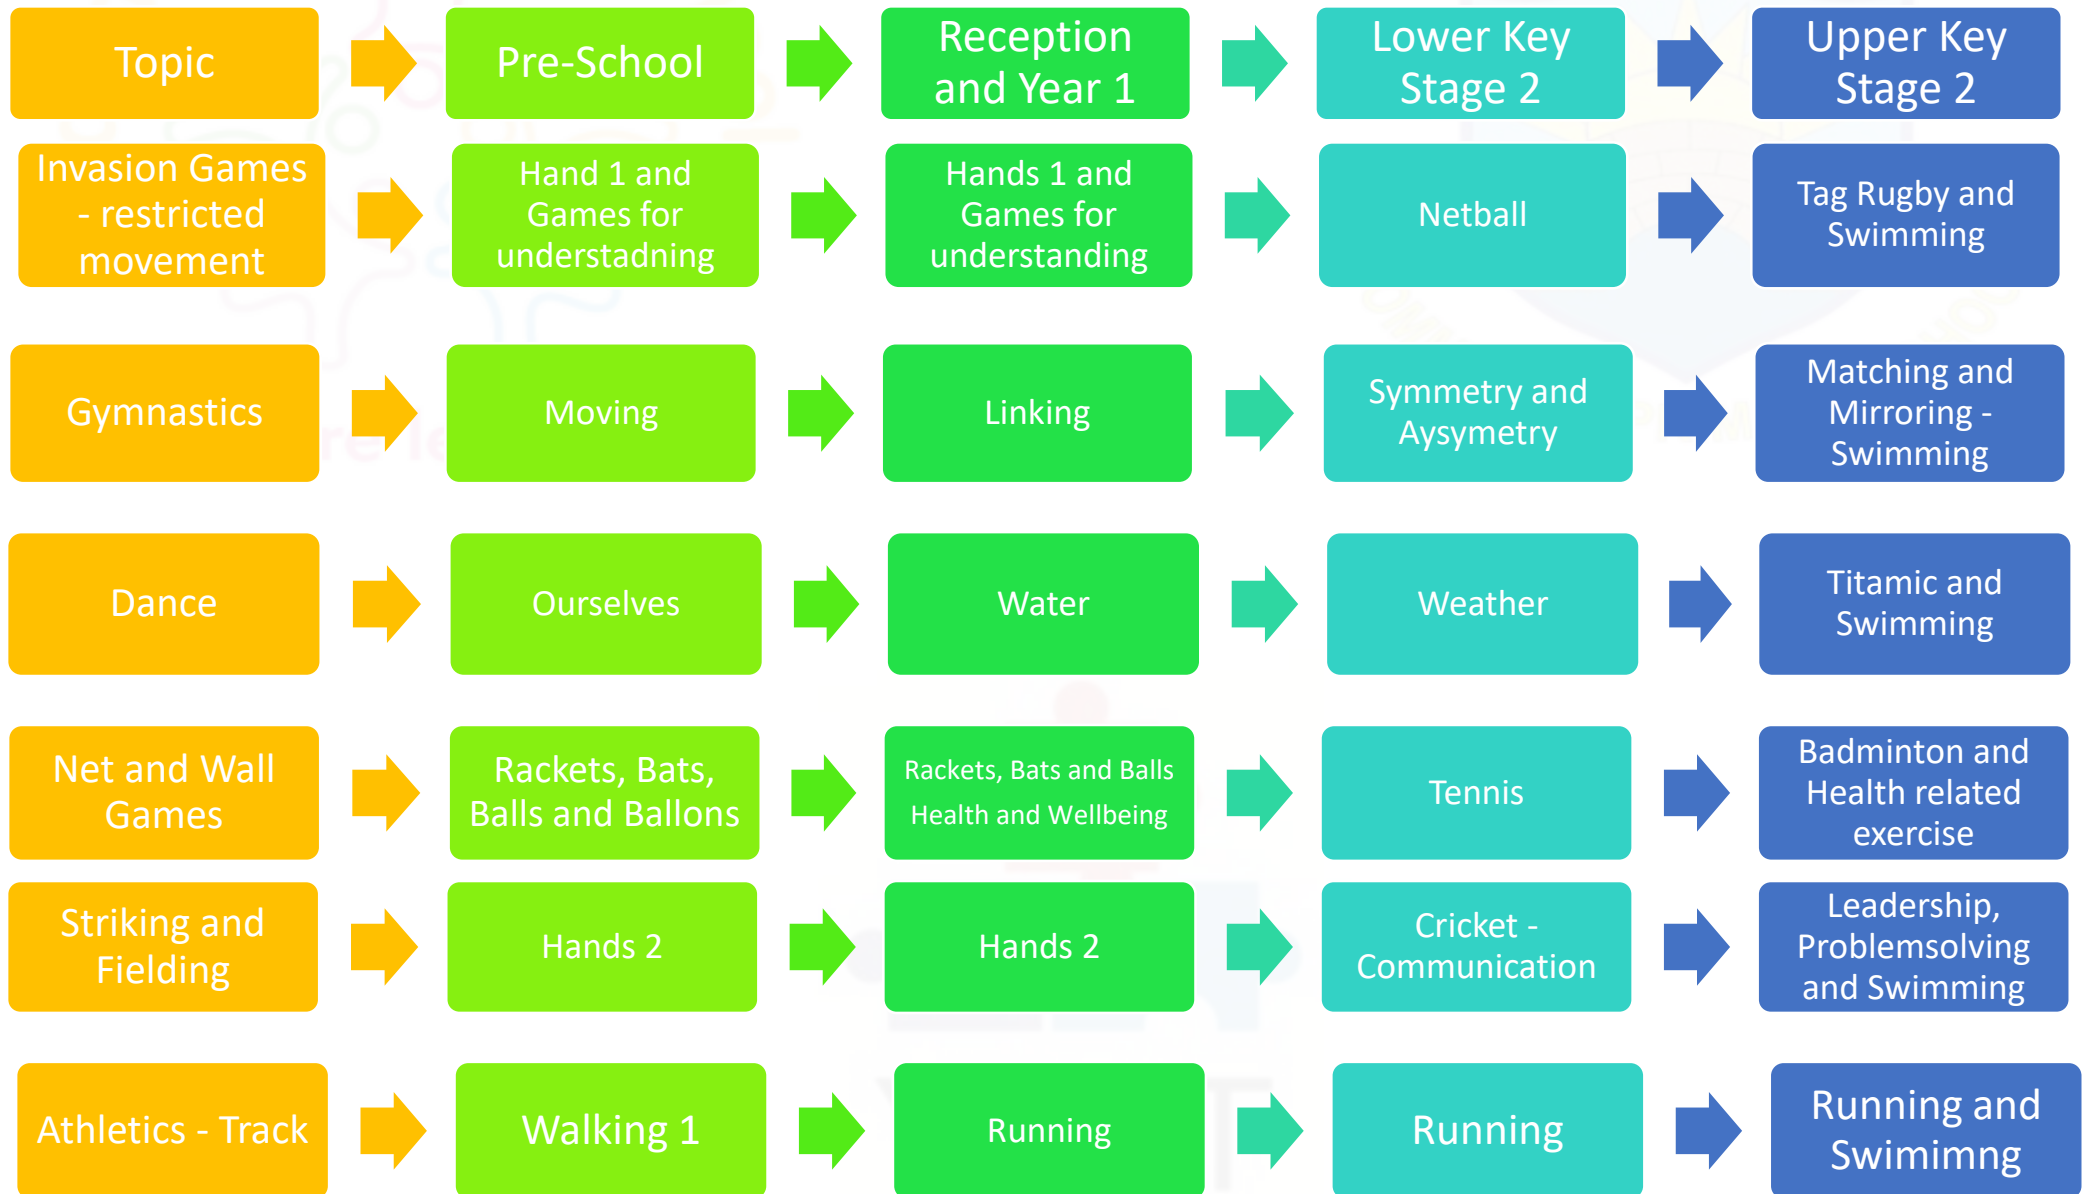 Topic
Pre-School
Reception
and Year 1
Lower Key
Stage 2
Upper Key
Stage 2
Invasion Games
- restricted
movement
Hand 1 and
Games for
understadning
Hands 1 and
Games for
understanding
Netball
Tag Rugby and
Swimming
Gymnastics
Moving
Linking
Symmetry and
Aysymetry
Matching and
Mirroring -
Swimming
Dance
Ourselves
Water
Weather
Titamic and
Swimming
Net and Wall
Games
Rackets, Bats,
Balls and Ballons
Rackets, Bats and Balls
Health and Wellbeing
Tennis
Badminton and
Health related
exercise
Striking and
Fielding
Hands 2
Hands 2
Cricket -
Communication
Leadership,
Problemsolving
and Swimming
Athletics - Track
Walking 1
Running
Running
Running and
Swimimng